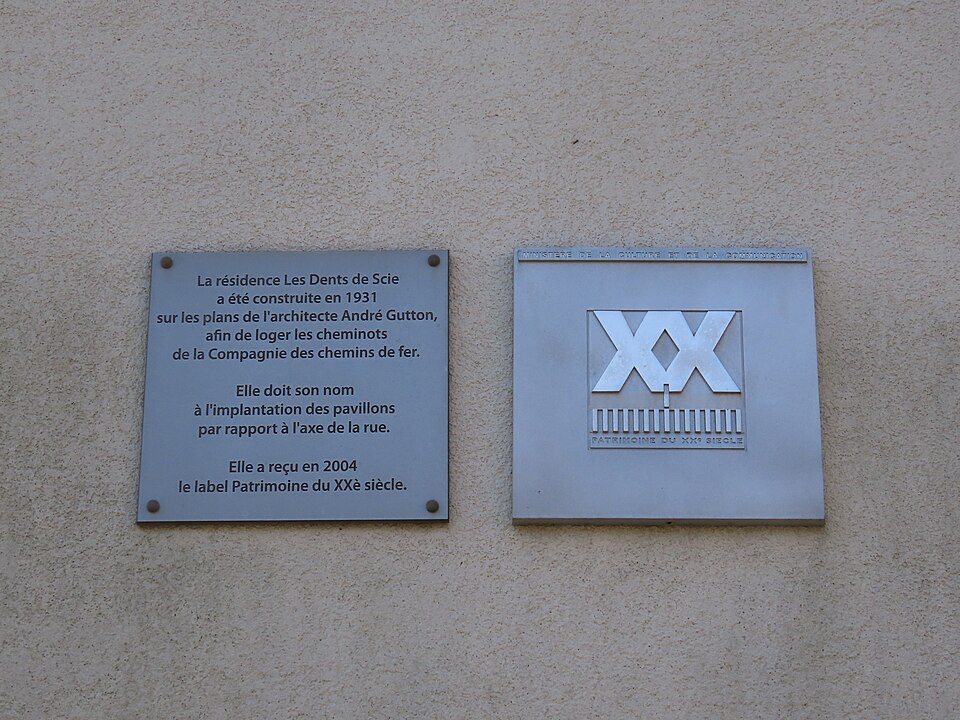 La résidence Les Dents de Scie
a été construite en 1931
sur les plans de l'architecte André Gutton,
afin de loger les cheminots
de la Compagnie des chemins de fer.
Elle doit son nom
à l'implantation des pavillons
par rapport à l'axe de la rue.
Elle a reçu en 2004
le label Patrimoine du XXè siècle.
MINISTERE DE LA CULTURE ET DE LA COMMUNICATION
XX
PATRIMOINE DU XXe SIECLE